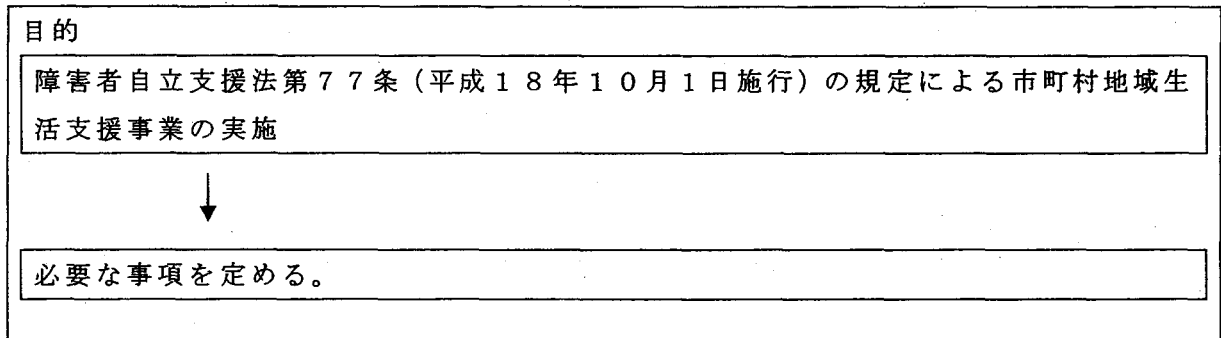 目的
障害者自立支援法第７７条（平成１８年１０月１日施行）の規定による市町村地域生
活支援事業の実施
必要な事項を定める。